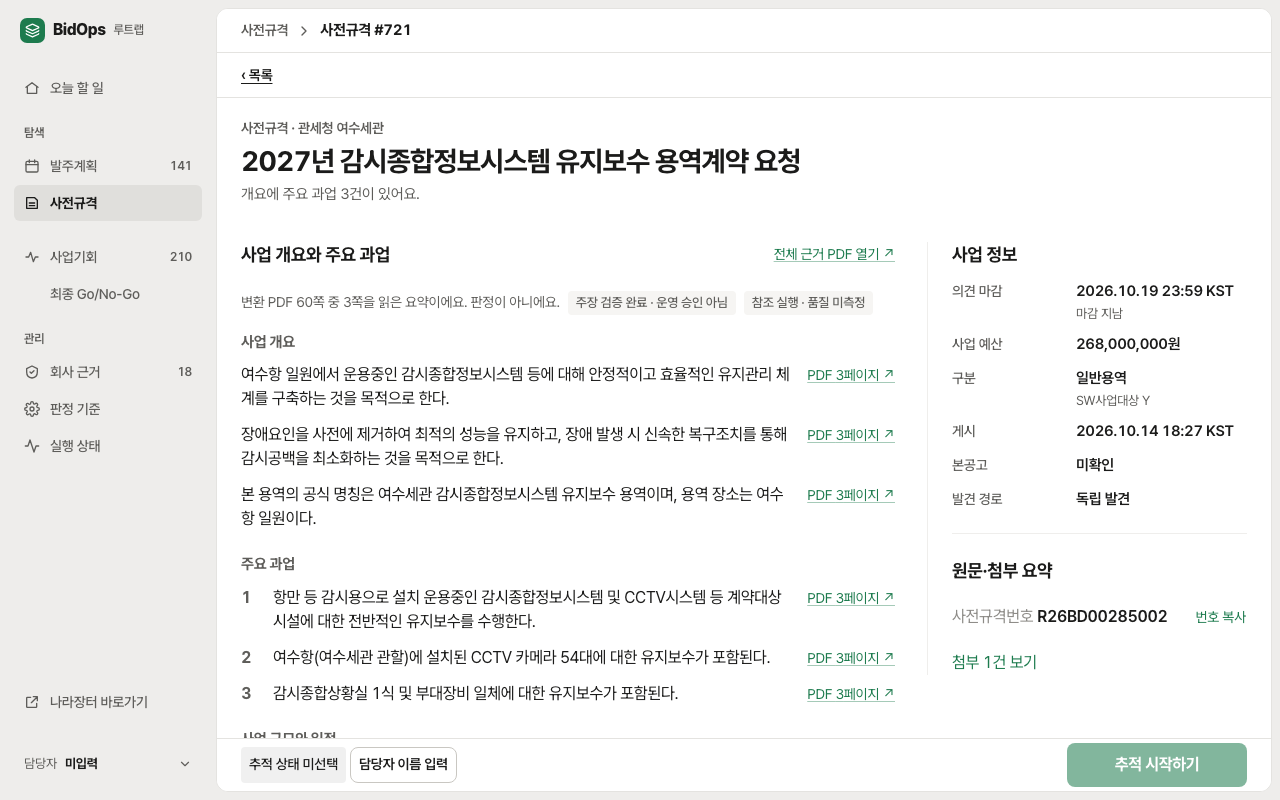 BidOps 루트랩
오늘 할 일
탐색
발주계획 141
사전규격
사업기회 210
최종 Go/No-Go
관리
회사 근거 18
판정 기준
실행 상태
나라장터 바로가기
담당자 미입력
사전규격 > 사전규격 #721
‹ 목록
사전규격 · 관세청 여수세관
2027년 감시종합정보시스템 유지보수 용역계약 요청
개요에 주요 과업 3건이 있어요.
사업 개요와 주요 과업 전체 근거 PDF 열기 ↗
변환 PDF 60쪽 중 3쪽을 읽은 요약이에요. 판정이 아니에요. 주장 검증 완료 · 운영 승인 아님 참조 실행 · 품질 미측정
사업 개요
여수항 일원에서 운용중인 감시종합정보시스템 등에 대해 안정적이고 효율적인 유지관리 체 PDF 3페이지 ↗
계를 구축하는 것을 목적으로 한다.
장애요인을 사전에 제거하여 최적의 성능을 유지하고, 장애 발생 시 신속한 복구조치를 통해 PDF 3페이지 ↗
감시공백을 최소화하는 것을 목적으로 한다.
본 용역의 공식 명칭은 여수세관 감시종합정보시스템 유지보수 용역이며, 용역 장소는 여수 PDF 3페이지 ↗
항 일원이다.
주요 과업
1 항만 등 감시용으로 설치 운용중인 감시종합정보시스템 및 CCTV시스템 등 계약대상 PDF 3페이지 ↗
시설에 대한 전반적인 유지보수를 수행한다.
2 여수항(여수세관 관할)에 설치된 CCTV 카메라 54대에 대한 유지보수가 포함된다. PDF 3페이지 ↗
3 감시종합상황실 1식 및 부대장비 일체에 대한 유지보수가 포함된다. PDF 3페이지 ↗
사업 정보
의견 마감 2026.10.19 23:59 KST
마감 지남
사업 예산 268,000,000원
구분 일반용역
SW사업대상 Y
게시 2026.10.14 18:27 KST
본공고 미확인
발견 경로 독립 발견
원문·첨부 요약
사전규격번호 R26BD00285002 번호 복사
첨부 1건 보기
추적 상태 미선택 담당자 이름 입력 추적 시작하기